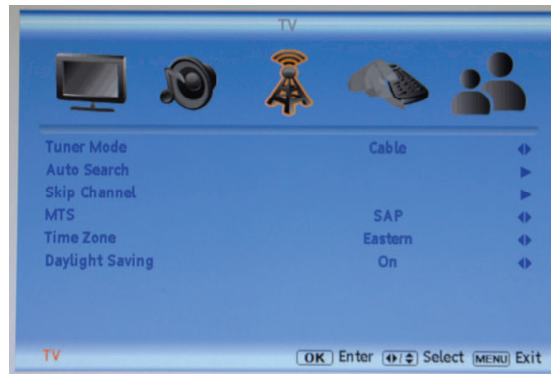 TV
Tuner Mode Cable
Auto Search
Skip Channel
MTS SAP
Time Zone Eastern
Daylight Saving On
TV OK Enter Select MENU Exit